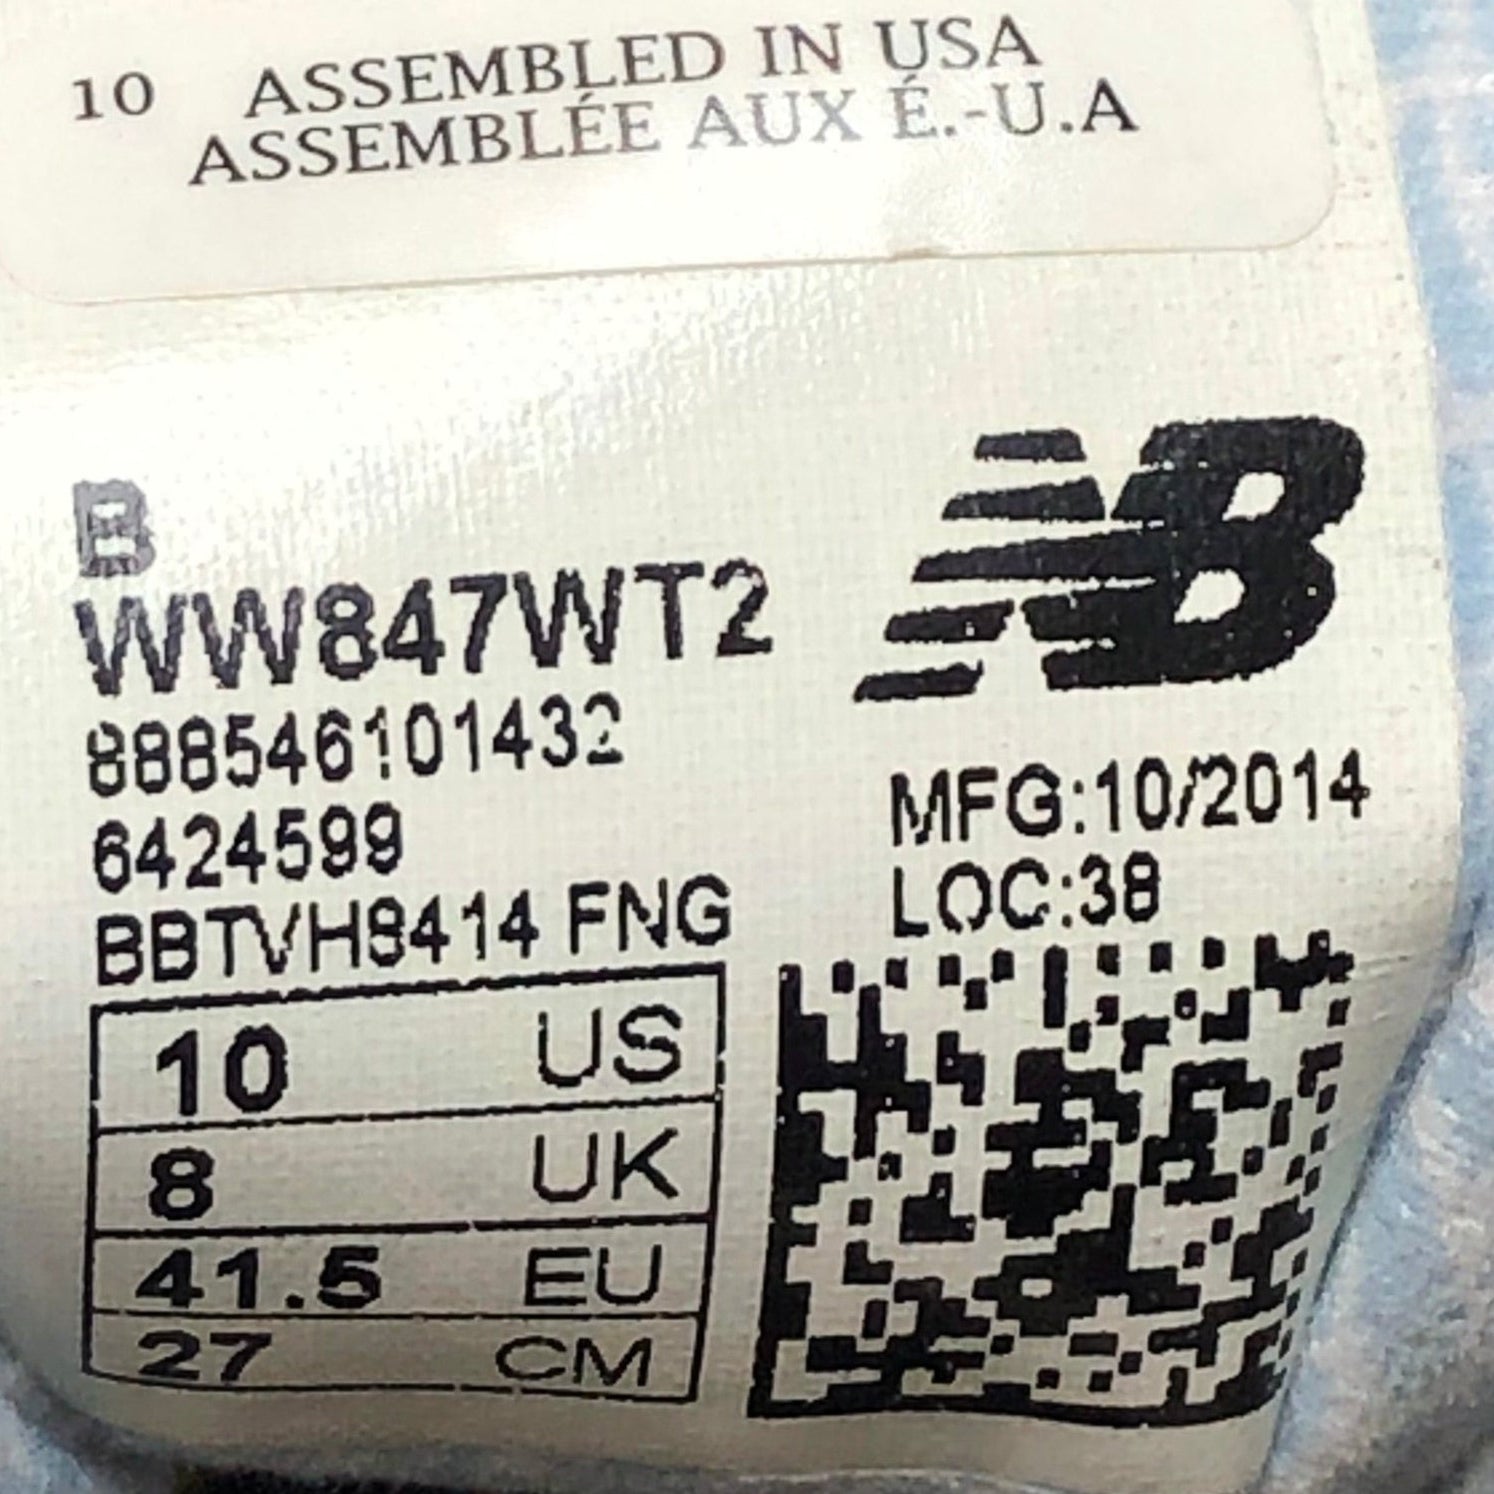 10 ASSEMBLED IN USA
ASSEMBLÉE AUX É.-U.A
B
WW847WT2
888546101432
6424599
BBTVH8414 FNG
NB
MFG:10/2014
LOC:38
10 US
8 UK
41.5 EU
27 CM